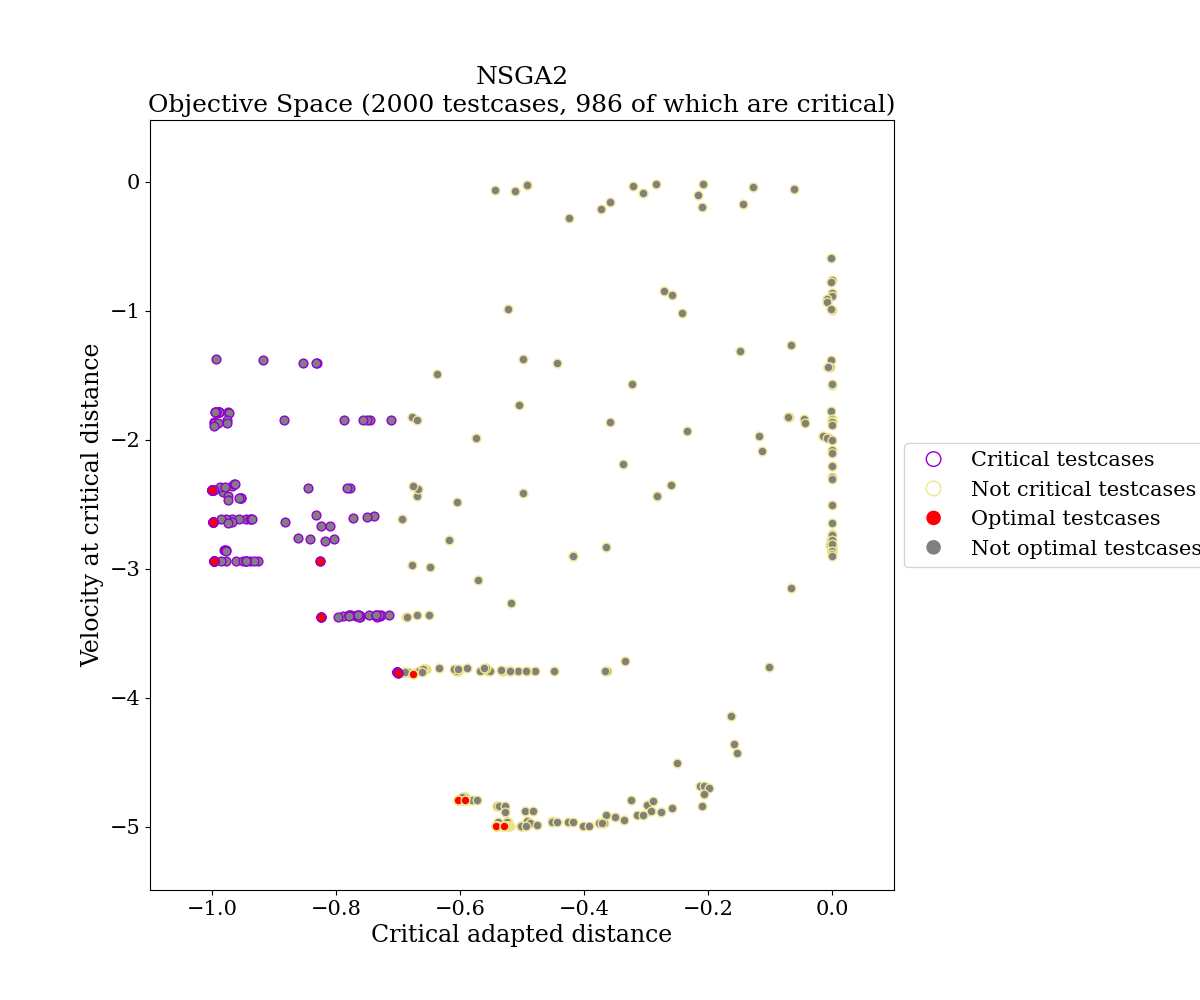 NSGA2
Objective Space (2000 testcases, 986 of which are critical)
Velocity at critical distance
0
−1
−2
−3
−4
−5
−1.0 −0.8 −0.6 −0.4 −0.2 0.0
Critical adapted distance
Critical testcases
Not critical testcases
Optimal testcases
Not optimal testcases